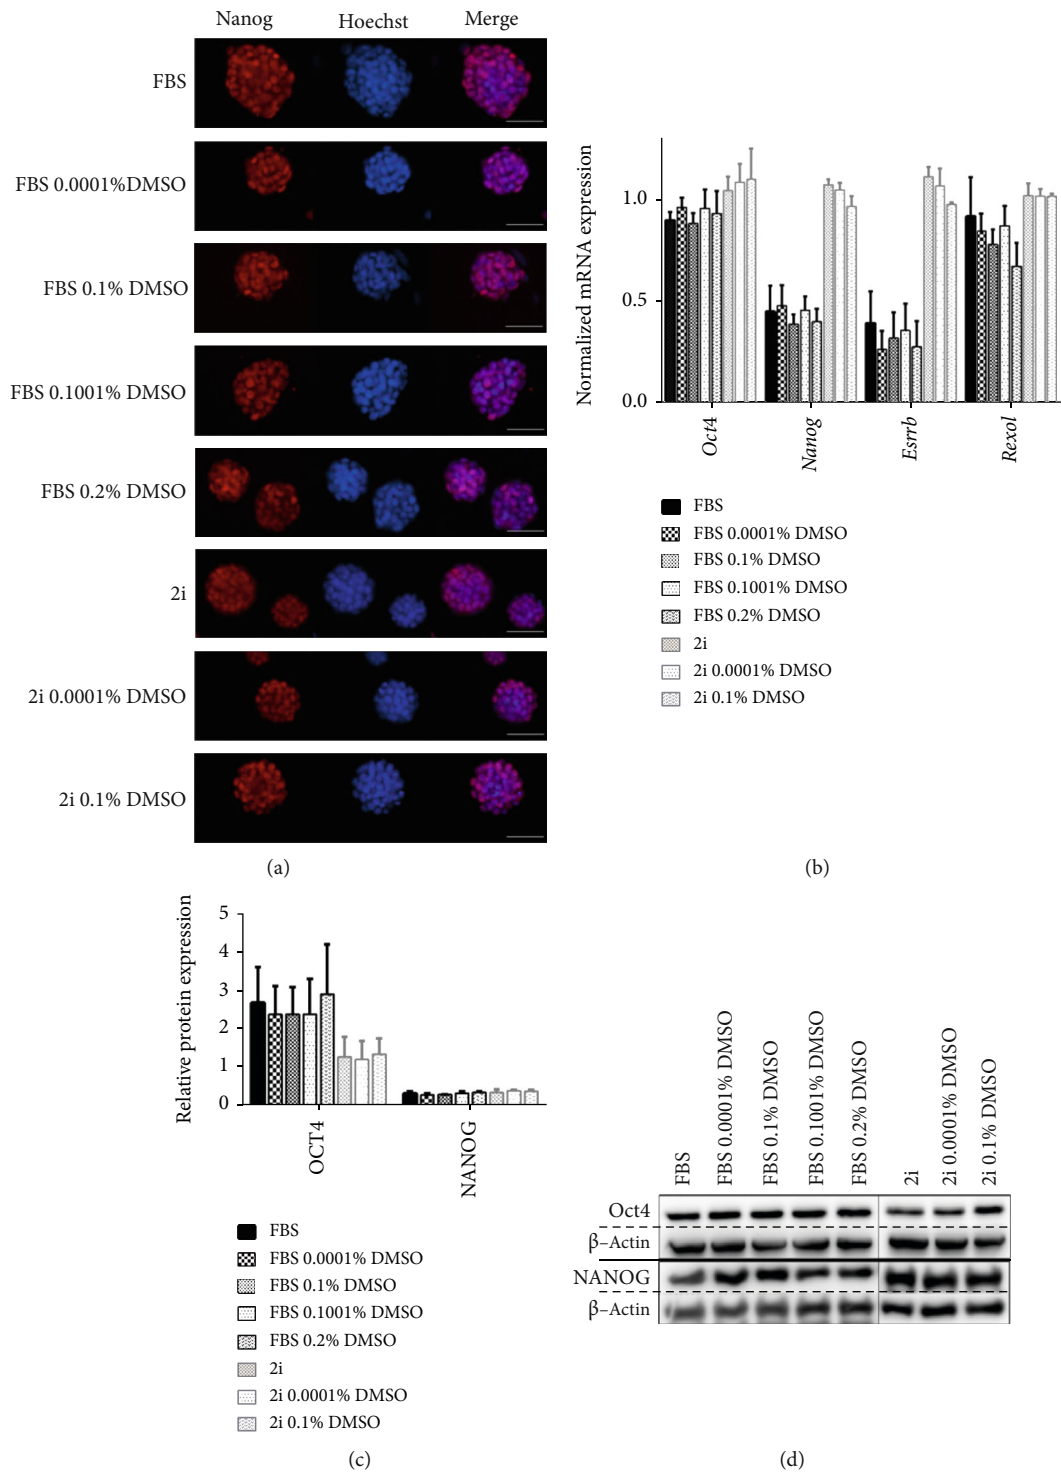 Nanog Hoechst Merge
FBS
FBS 0.0001%DMSO
FBS 0.1% DMSO
FBS 0.1001% DMSO
FBS 0.2% DMSO
2i
2i 0.0001% DMSO
2i 0.1% DMSO
(a)
Normalized mRNA expression
1.0
0.5
0.0
Oct4
Nanog
Esrrb
Rexol
FBS
FBS 0.0001% DMSO
FBS 0.1% DMSO
FBS 0.1001% DMSO
FBS 0.2% DMSO
2i
2i 0.0001% DMSO
2i 0.1% DMSO
(b)
Relative protein expression
5
4
3
2
1
0
OCT4
NANOG
FBS
FBS 0.0001% DMSO
FBS 0.1% DMSO
FBS 0.1001% DMSO
FBS 0.2% DMSO
2i
2i 0.0001% DMSO
2i 0.1% DMSO
(c)
FBS
FBS 0.0001% DMSO
FBS 0.1% DMSO
FBS 0.1001% DMSO
FBS 0.2% DMSO
2i
2i 0.0001% DMSO
2i 0.1% DMSO
Oct4
β–Actin
NANOG
β–Actin
(d)